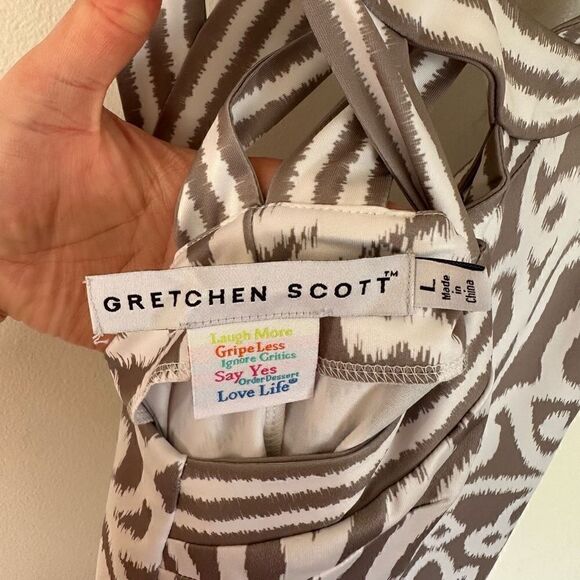 GRETCHEN SCOTT™
L
Made
in
China
Laugh More
Gripe Less
Ignore Critics
Say Yes
Order Dessert
Love Life